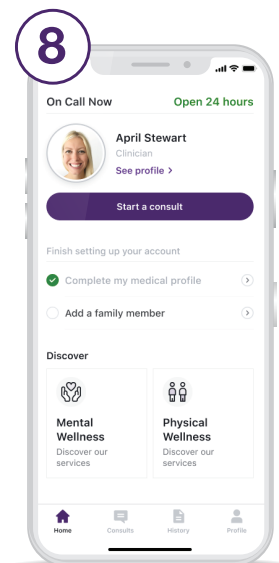 8
On Call Now Open 24 hours
April Stewart
Clinician
See profile >
Start a consult
Finish setting up your account
Complete my medical profile
Add a family member
Discover
Mental
Wellness
Discover our
services
Physical
Wellness
Discover our
services
Home Consults History Profile